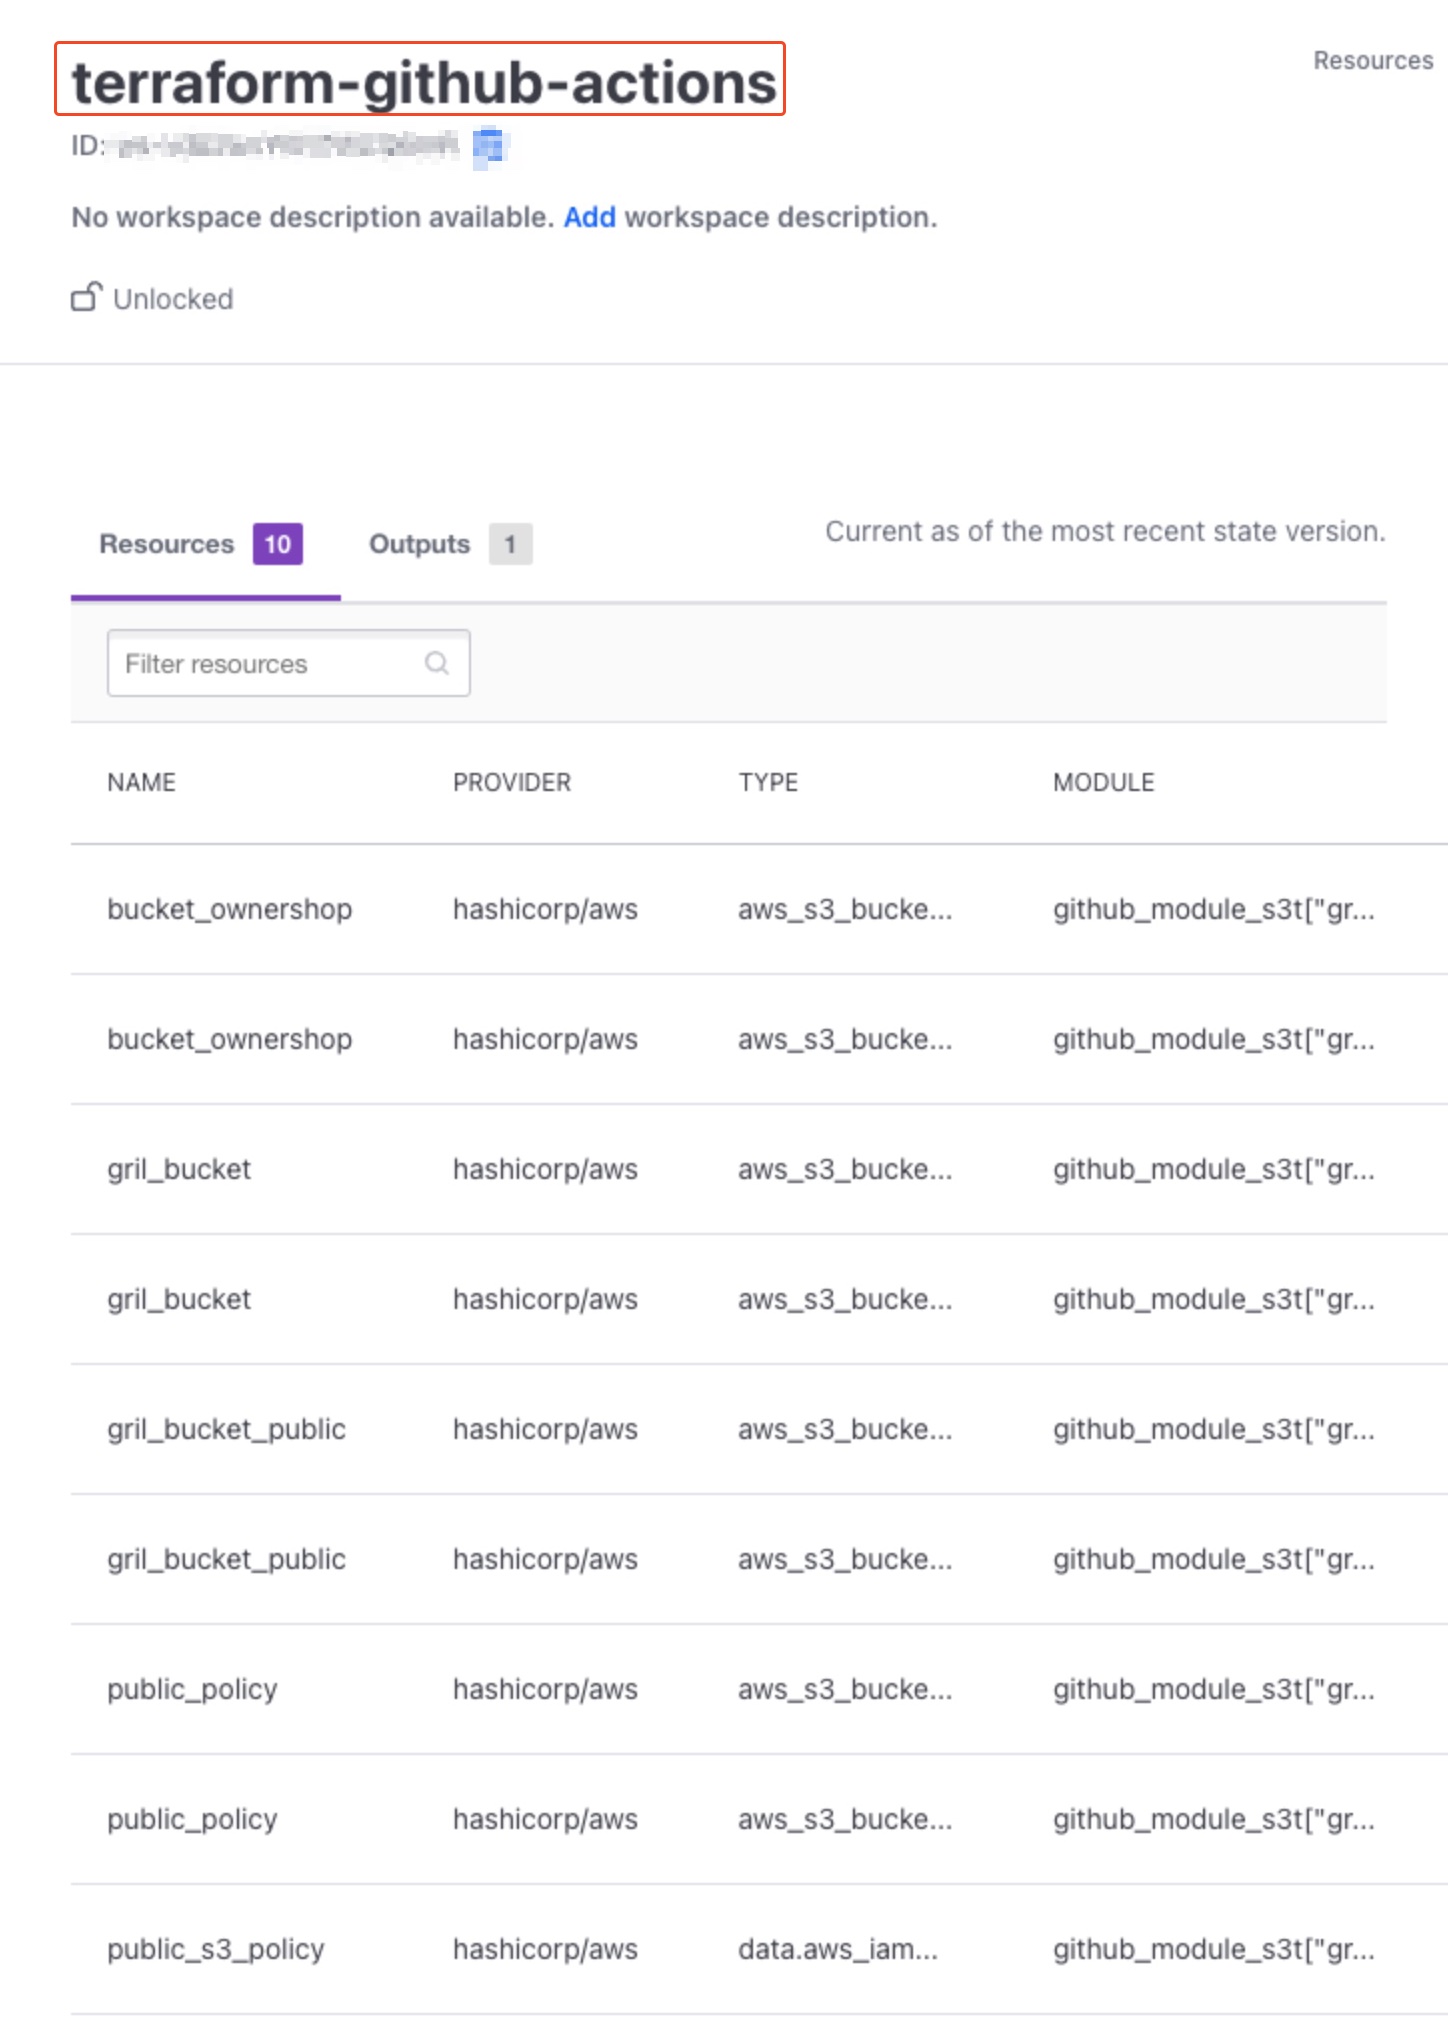 terraform-github-actions
Resources
ID:
No workspace description available. Add workspace description.
Unlocked
Resources 10 Outputs 1
Current as of the most recent state version.
Filter resources
NAME PROVIDER TYPE MODULE
bucket_ownershop hashicorp/aws aws_s3_bucke... github_module_s3t["gr...
bucket_ownershop hashicorp/aws aws_s3_bucke... github_module_s3t["gr...
gril_bucket hashicorp/aws aws_s3_bucke... github_module_s3t["gr...
gril_bucket hashicorp/aws aws_s3_bucke... github_module_s3t["gr...
gril_bucket_public hashicorp/aws aws_s3_bucke... github_module_s3t["gr...
gril_bucket_public hashicorp/aws aws_s3_bucke... github_module_s3t["gr...
public_policy hashicorp/aws aws_s3_bucke... github_module_s3t["gr...
public_policy hashicorp/aws aws_s3_bucke... github_module_s3t["gr...
public_s3_policy hashicorp/aws data.aws_iam... github_module_s3t["gr...